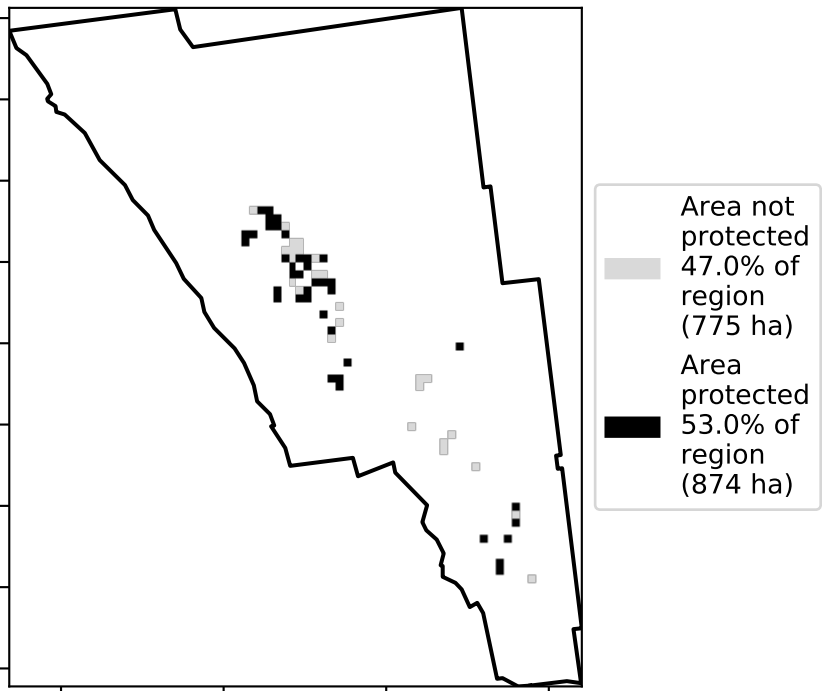 Area not
protected
47.0% of
region
(775 ha)
Area
protected
53.0% of
region
(874 ha)